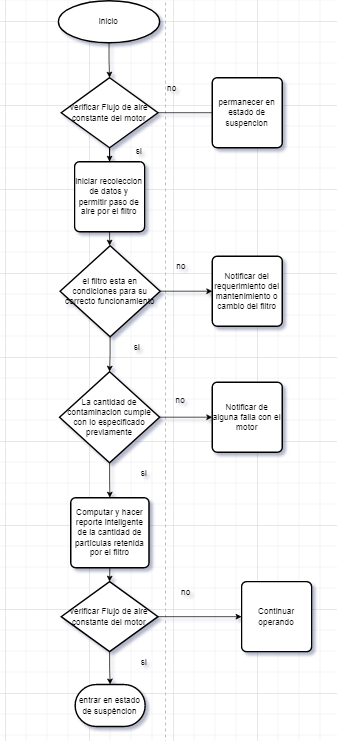 Inicio
verificar Flujo de aire
constante del motor
no
permanecer en
estado de
suspencion
si
Iniciar recoleccion
de datos y
permitir paso de
aire por el filtro
el filtro esta en
condiciones para su
correcto funcionamiento
no
Notificar del
requerimiento del
mantenimiento o
cambio del filtro
si
La cantidad de
contaminacion cumple
con lo especificado
previamente
no
Notificar de
alguna falla con el
motor
si
Computar y hacer
reporte inteligente
de la cantidad de
particulas retenida
por el filtro
verificar Flujo de aire
constante del motor
no
Continuar
operando
si
entrar en estado
de suspencion